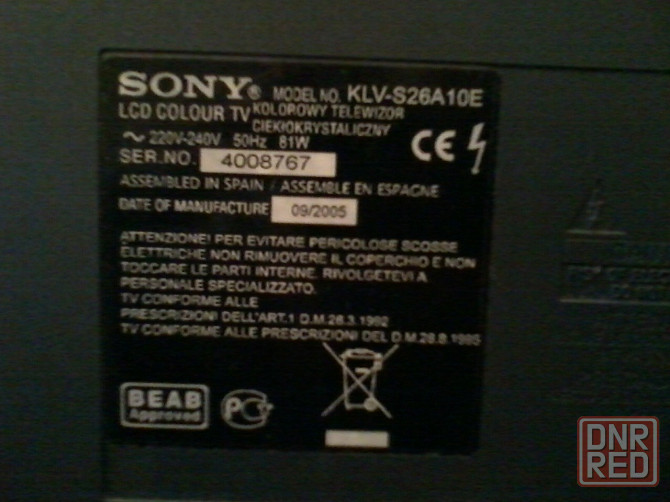 SONY® MODEL NO. KLV-S26A10E
LCD COLOUR TV KOLOROWY TELEWIZOR
CIEKŁOKRYSTALICZNY
~ 220V-240V 50Hz 81W
SER.NO. 4008767
ASSEMBLED IN SPAIN / ASSEMBLE EN ESPAGNE
DATE OF MANUFACTURE 09/2005
CE
ATTENZIONE! PER EVITARE PERICOLOSE SCOSSE
ELETTRICHE NON RIMUOVERE IL COPERCHIO E NON
TOCCARE LE PARTI INTERNE. RIVOLGETEVI A
PERSONALE SPECIALIZZATO.
TV CONFORME ALLE
PRESCRIZIONI DELL'ART.1 D.M.26.3.1992
TV CONFORME ALLE PRESCRIZIONI DEL D.M.26.8.1995
BEAB
Approved
PC
DNR
RED